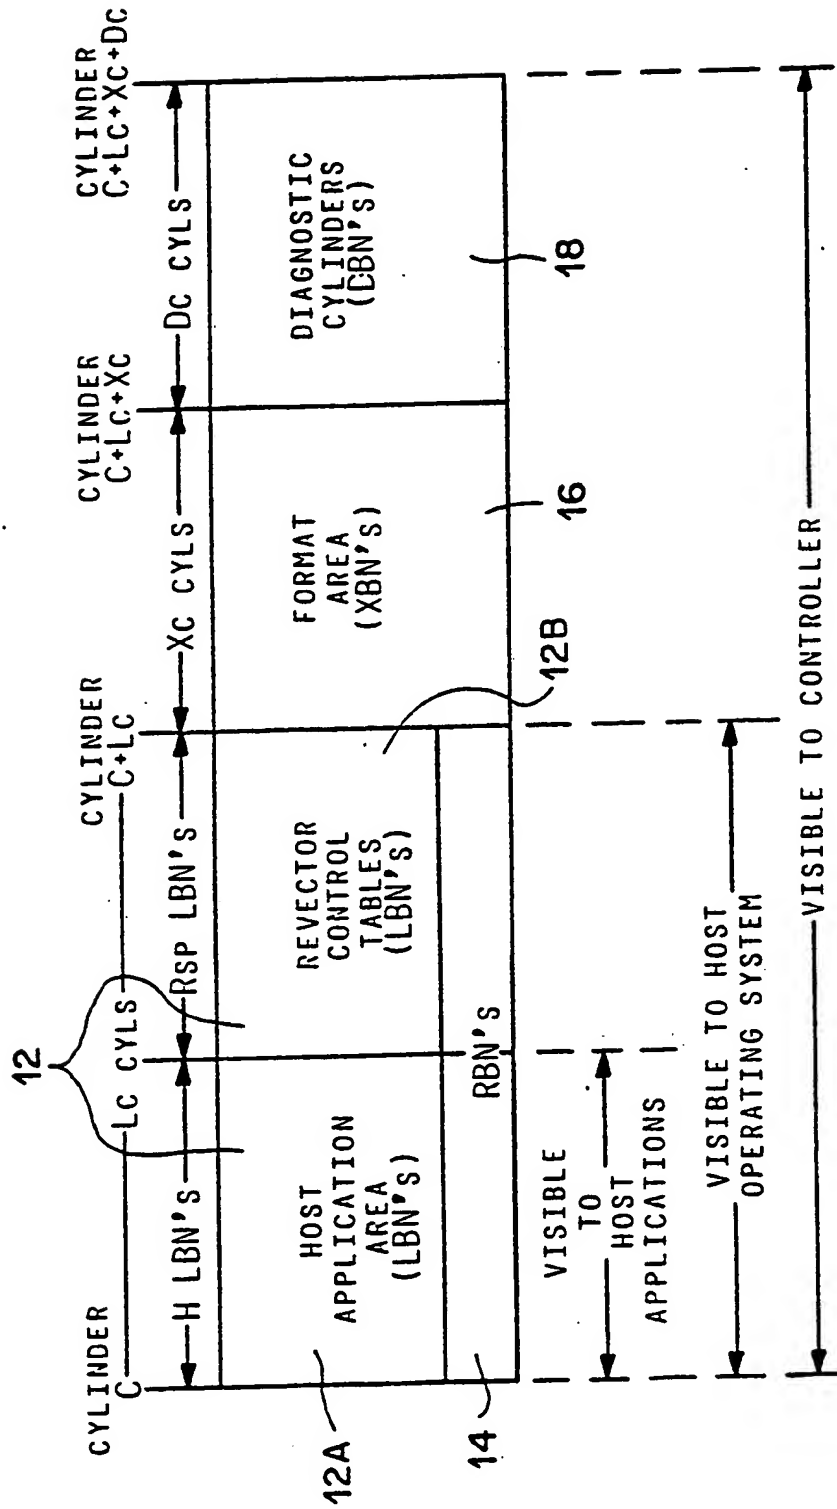 CYLINDER
C
CYLINDER
C+LC
CYLINDER
C+LC+XC
CYLINDER
C+LC+XC+DC
12
LC CYLS
H LBN'S
RSP LBN'S
XC CYLS
DC CYLS
HOST
APPLICATION
AREA
(LBN'S)
REVECTOR
CONTROL
TABLES
(LBN'S)
FORMAT
AREA
(XBN'S)
DIAGNOSTIC
CYLINDERS
(DBN'S)
RBN'S
12A
14
12B
16
18
VISIBLE
TO
HOST
APPLICATIONS
VISIBLE TO HOST
OPERATING SYSTEM
VISIBLE TO CONTROLLER